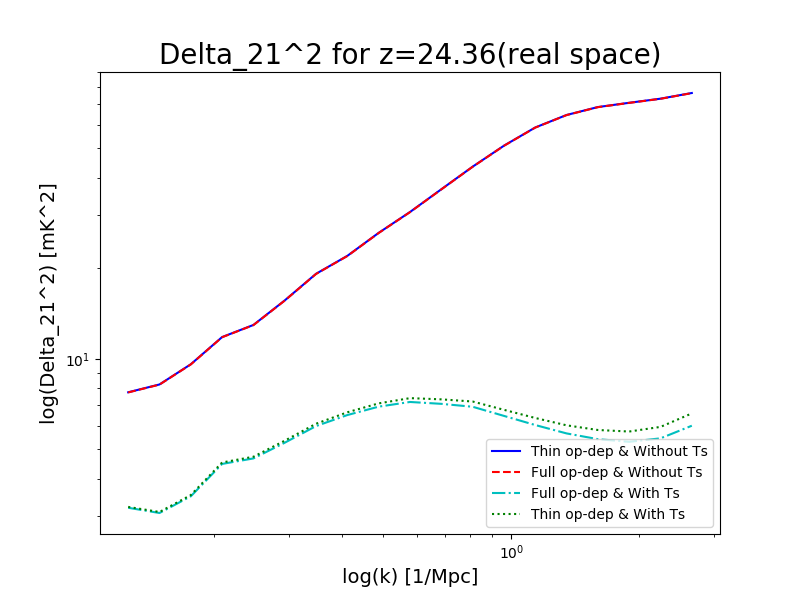 Delta_21^2 for z=24.36(real space)
log(Delta_21^2) [mK^2]
10^1
10^0
log(k) [1/Mpc]
Thin op-dep & Without Ts
Full op-dep & Without Ts
Full op-dep & With Ts
Thin op-dep & With Ts